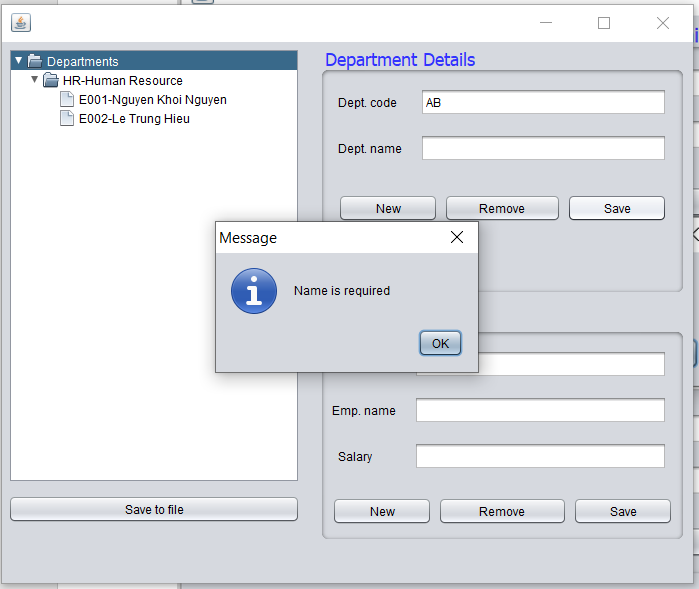 Departments
HR-Human Resource
E001-Nguyen Khoi Nguyen
E002-Le Trung Hieu
Save to file
Department Details
Dept. code
AB
Dept. name
New
Remove
Save
Message
Name is required
OK
Emp. name
Salary
New
Remove
Save